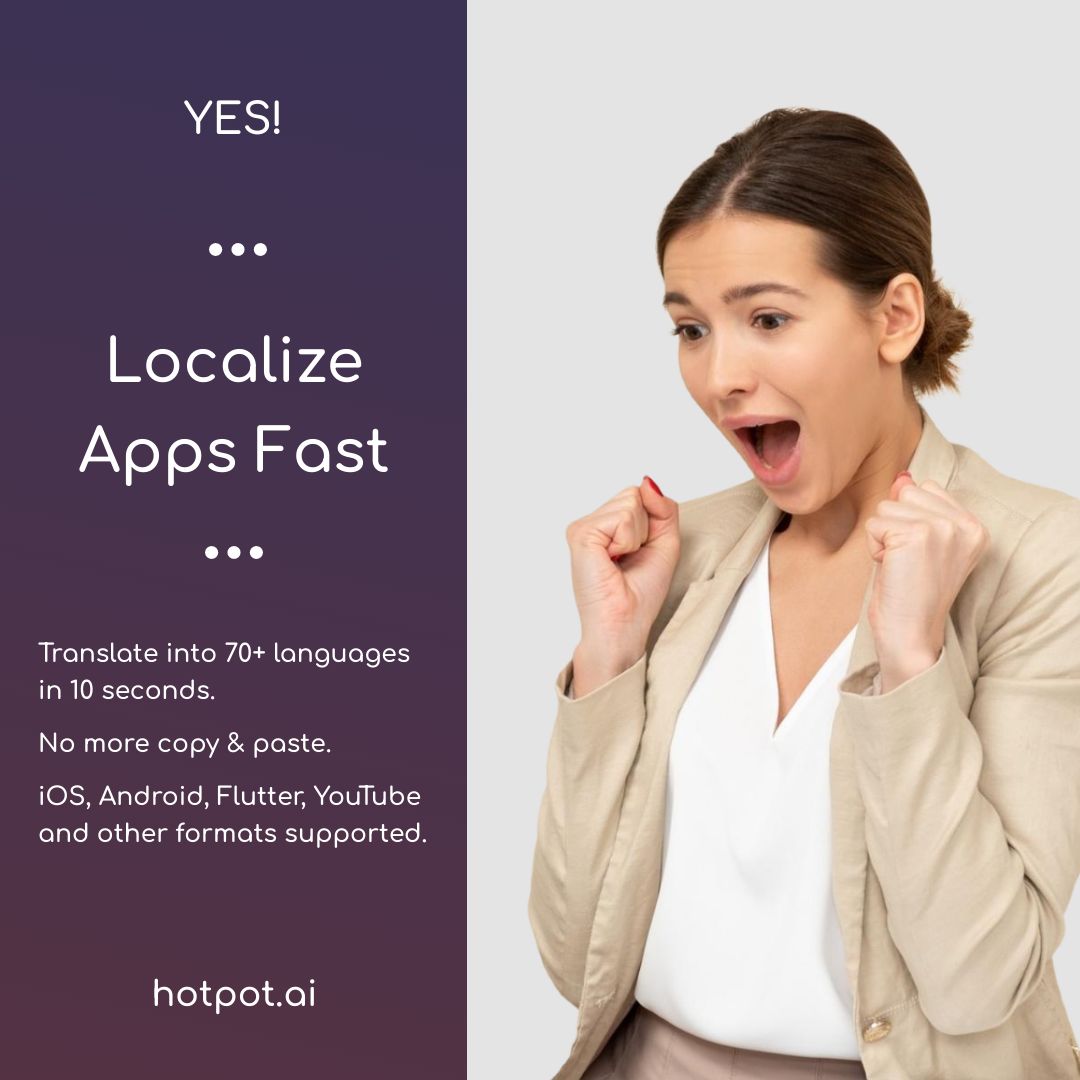 YES!
Localize
Apps Fast
Translate into 70+ languages
in 10 seconds.
No more copy & paste.
iOS, Android, Flutter, YouTube
and other formats supported.
hotpot.ai